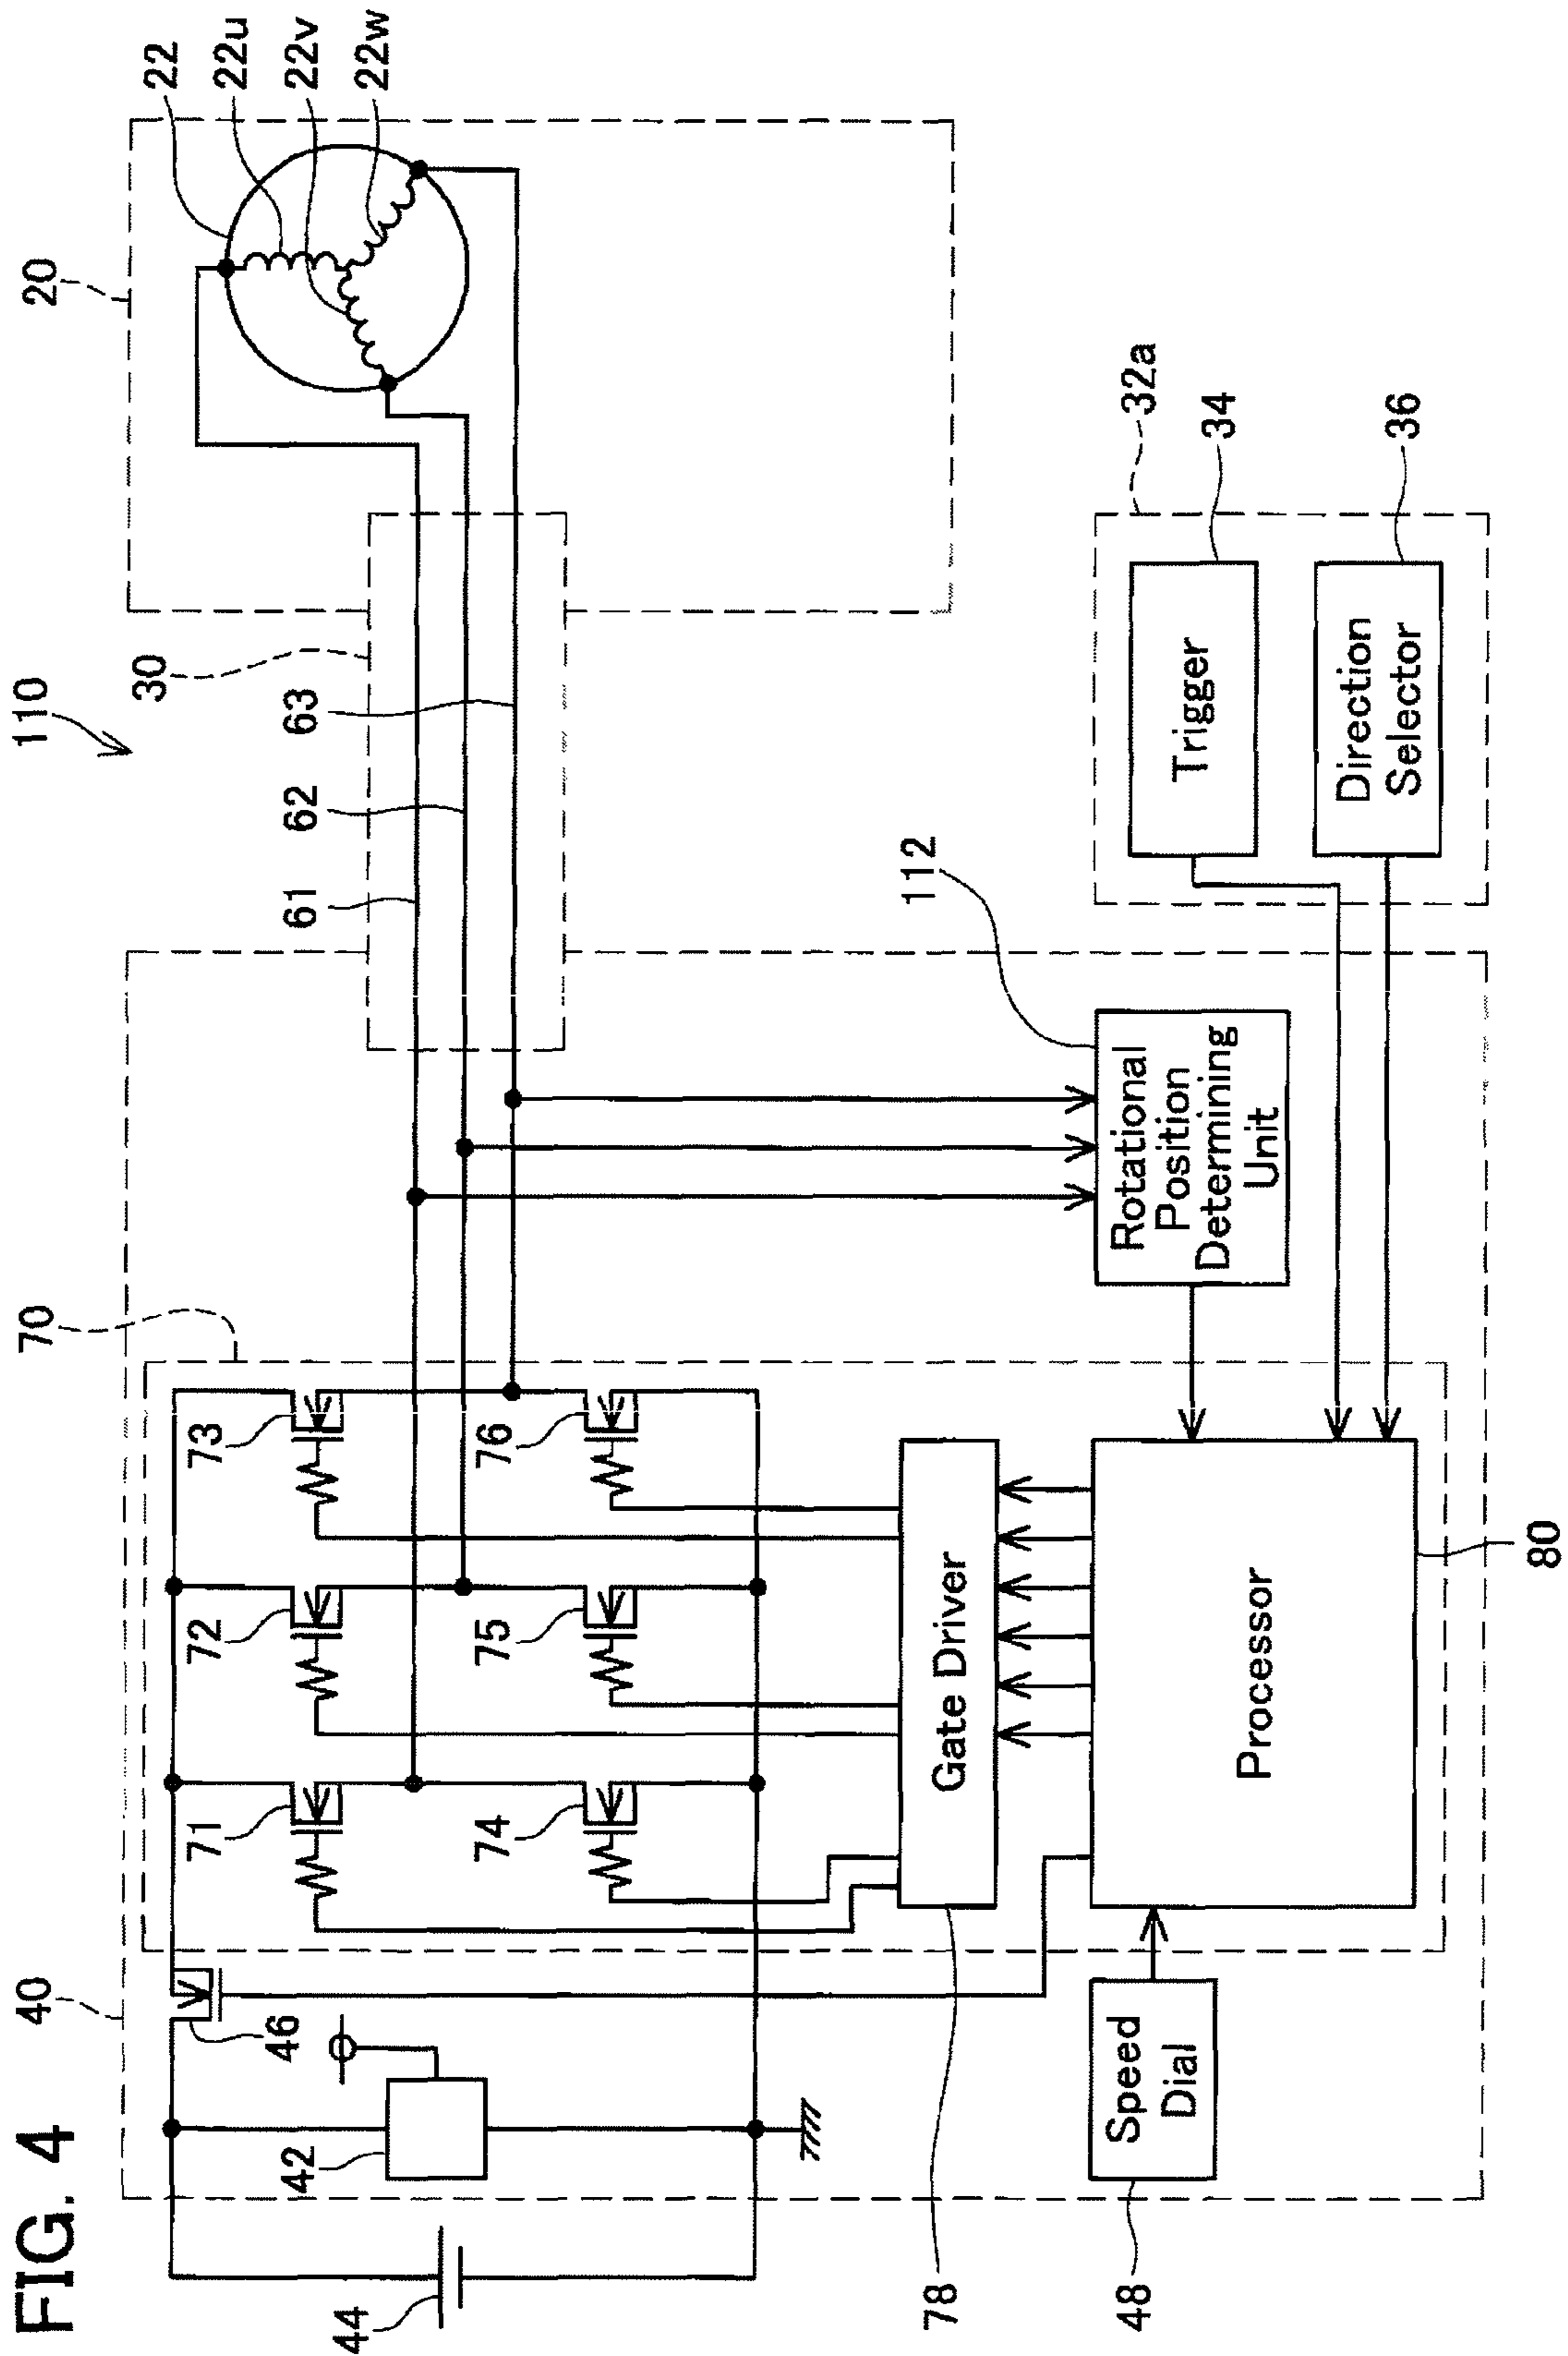 FIG. 4
110
20
22
22u
22v
22w
30
61
62
63
40
70
46
42
44
71
72
73
74
75
76
112
32a
Gate Driver
78
Rotational
Position
Determining
Unit
Trigger
34
Speed
Dial
48
Processor
80
Direction
Selector
36